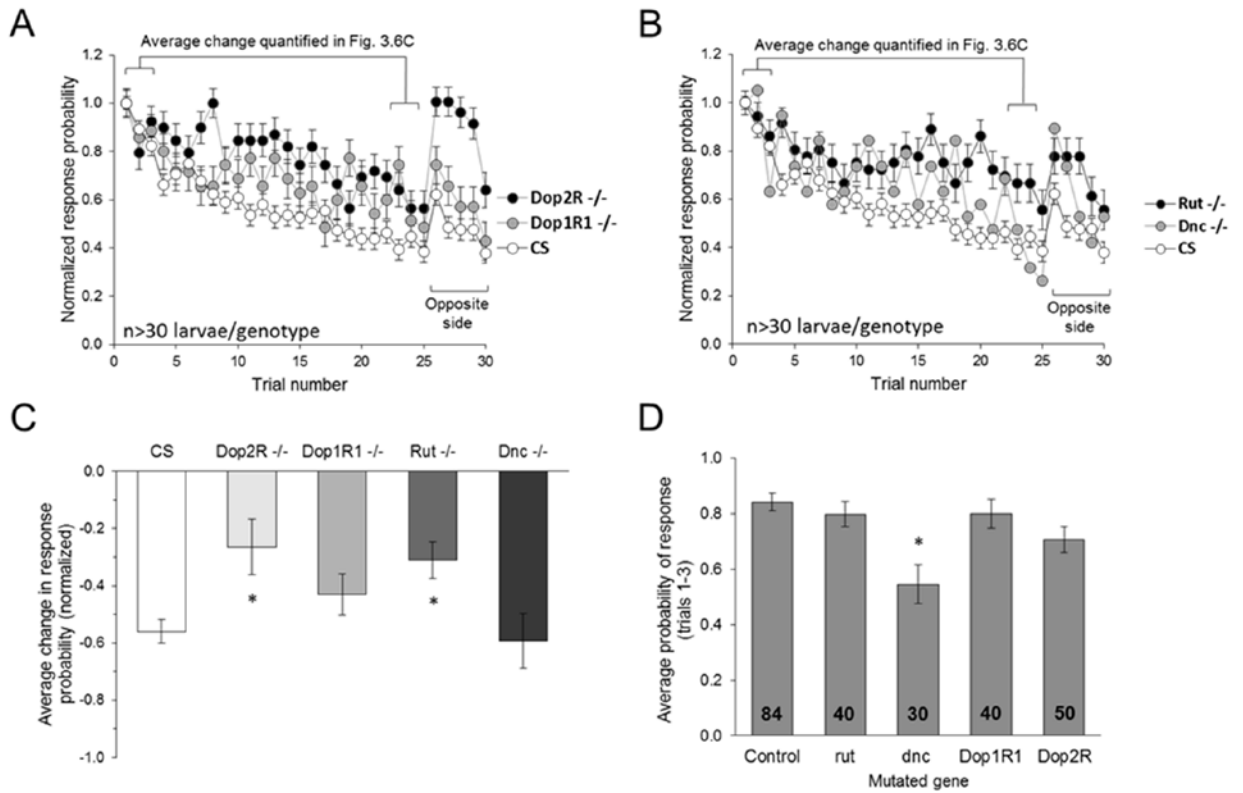 A
Average change quantified in Fig. 3.6C
Normalized response probability
1.2
1.0
0.8
0.6
0.4
0.2
0.0
0 5 10 15 20 25 30
Trial number
n>30 larvae/genotype
Opposite
side
Dop2R -/-
Dop1R1 -/-
CS
B
Average change quantified in Fig. 3.6C
Normalized response probability
1.2
1.0
0.8
0.6
0.4
0.2
0.0
0 5 10 15 20 25 30
Trial number
n>30 larvae/genotype
Opposite
side
Rut -/-
Dnc -/-
CS
C
CS Dop2R -/- Dop1R1 -/- Rut -/- Dnc -/-
Average change in response
probability (normalized)
0.0
-0.2
-0.4
-0.6
-0.8
-1.0
* *
D
Average probability of response
(trials 1-3)
1.0
0.8
0.6
0.4
0.2
0.0
*
84 40 30 40 50
Control rut dnc Dop1R1 Dop2R
Mutated gene